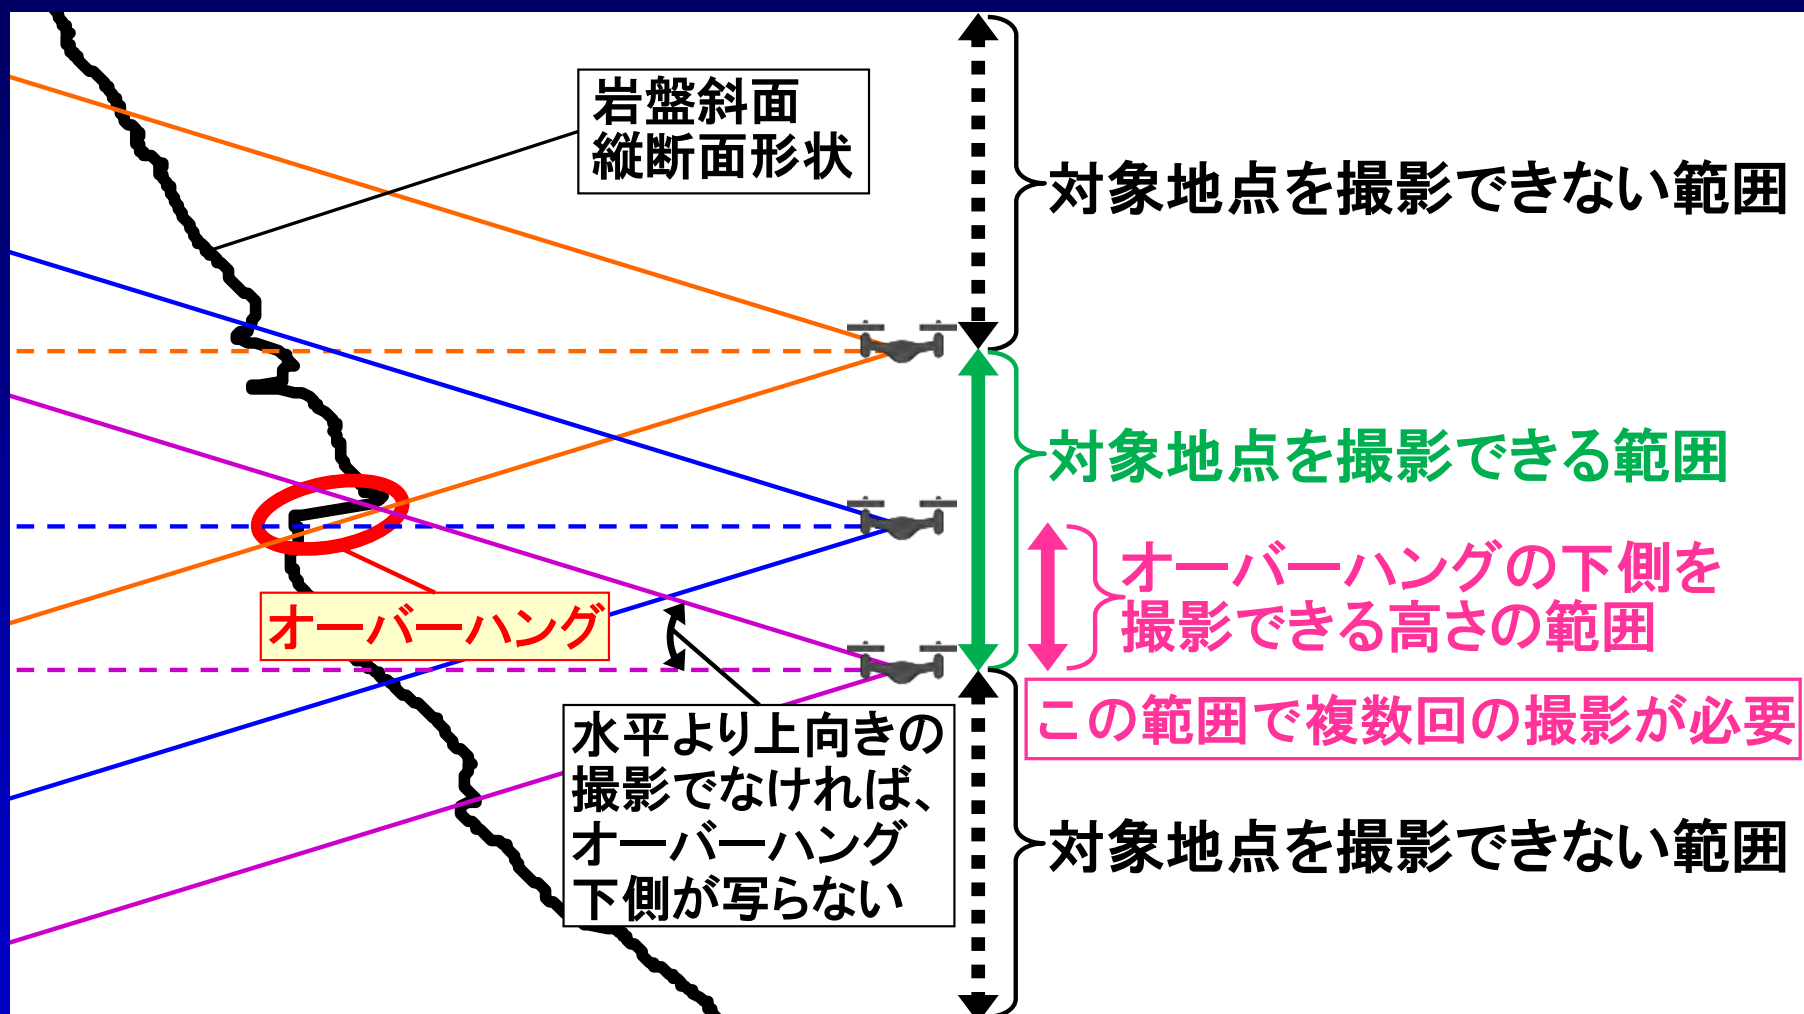 岩盤斜面
縦断面形状
対象地点を撮影できない範囲
対象地点を撮影できる範囲
オーバーハングの下側を
撮影できる高さの範囲
オーバーハング
この範囲で複数回の撮影が必要
水平より上向きの
撮影でなければ、
オーバーハング
下側が写らない
対象地点を撮影できない範囲